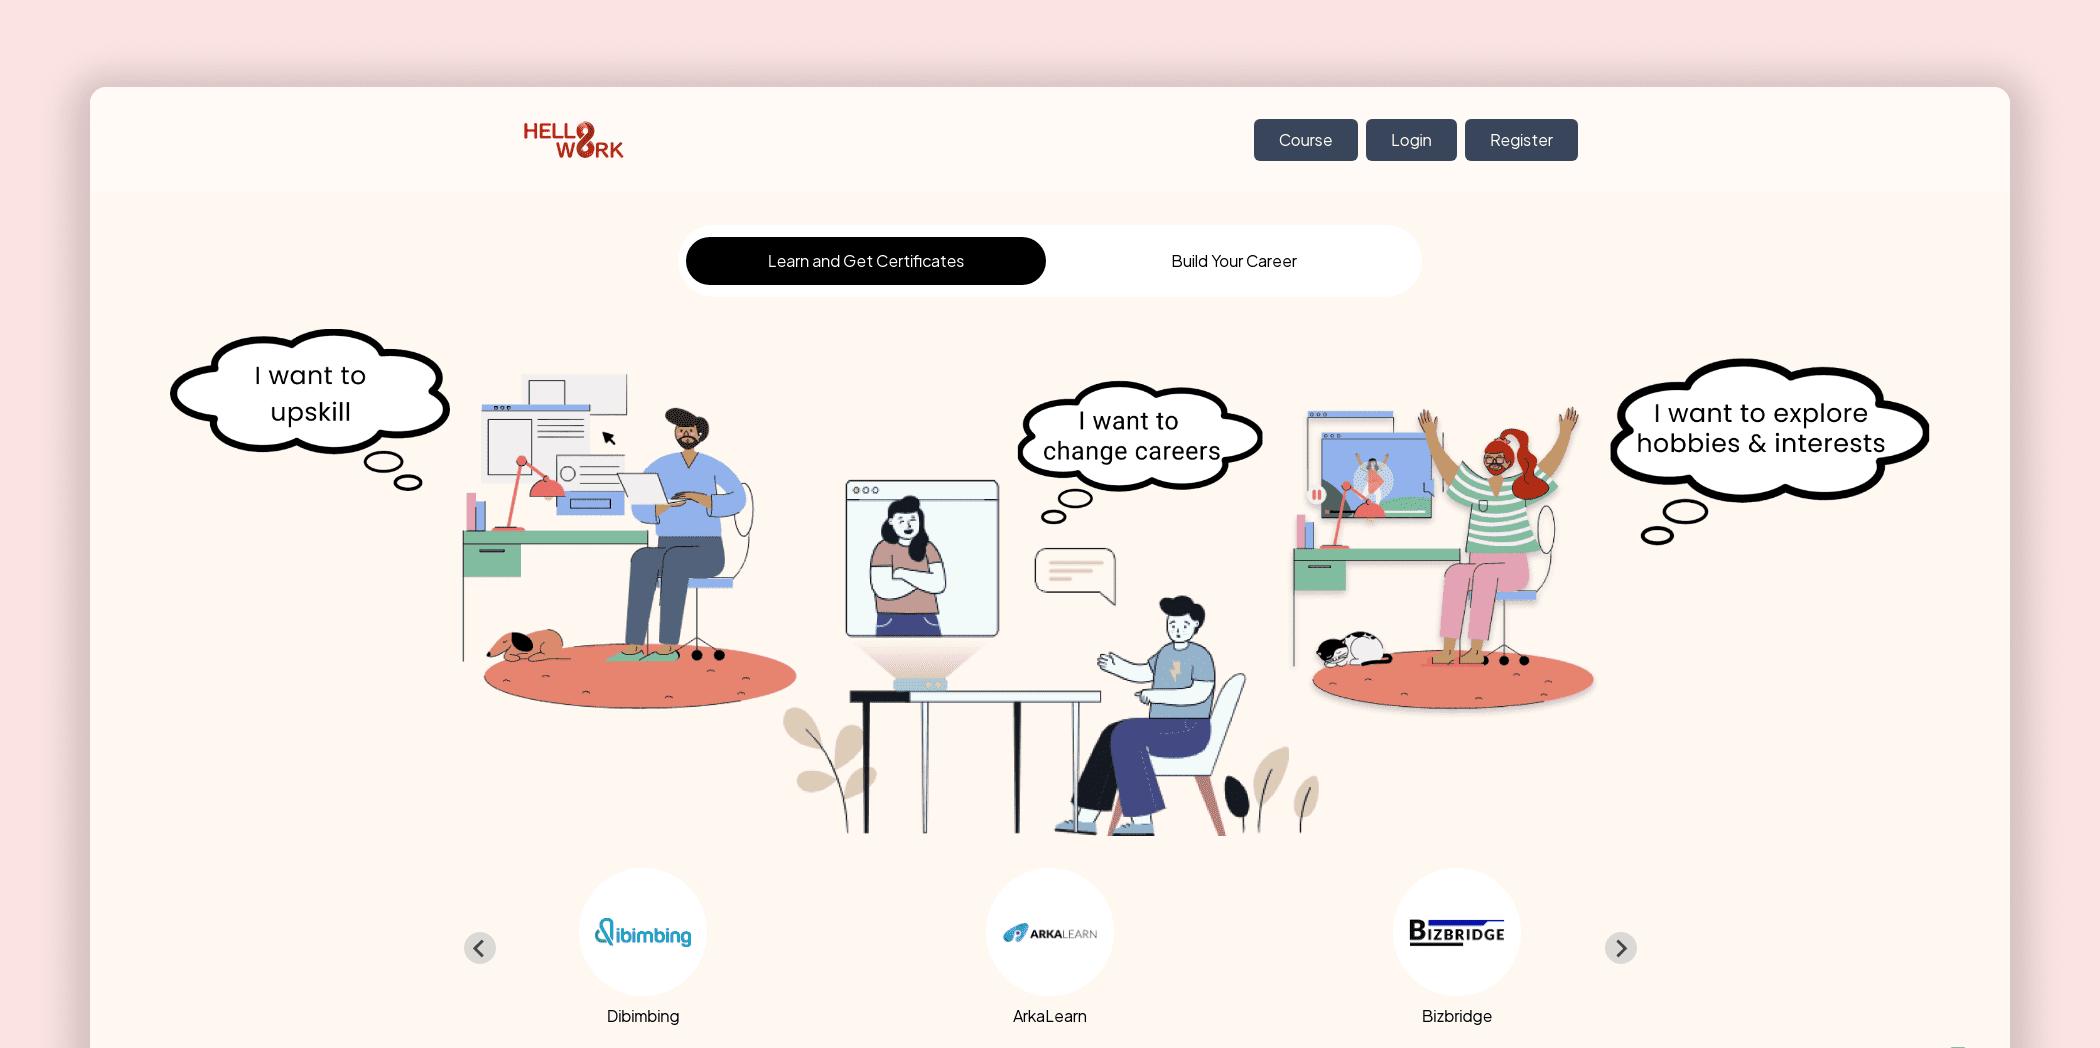 HELLO
WORK
Course
Login
Register
Learn and Get Certificates
Build Your Career
I want to
upskill
I want to
change careers
I want to explore
hobbies & interests
dibimbing
ARKALEARN
BIZBRIDGE
Dibimbing
ArkaLearn
Bizbridge